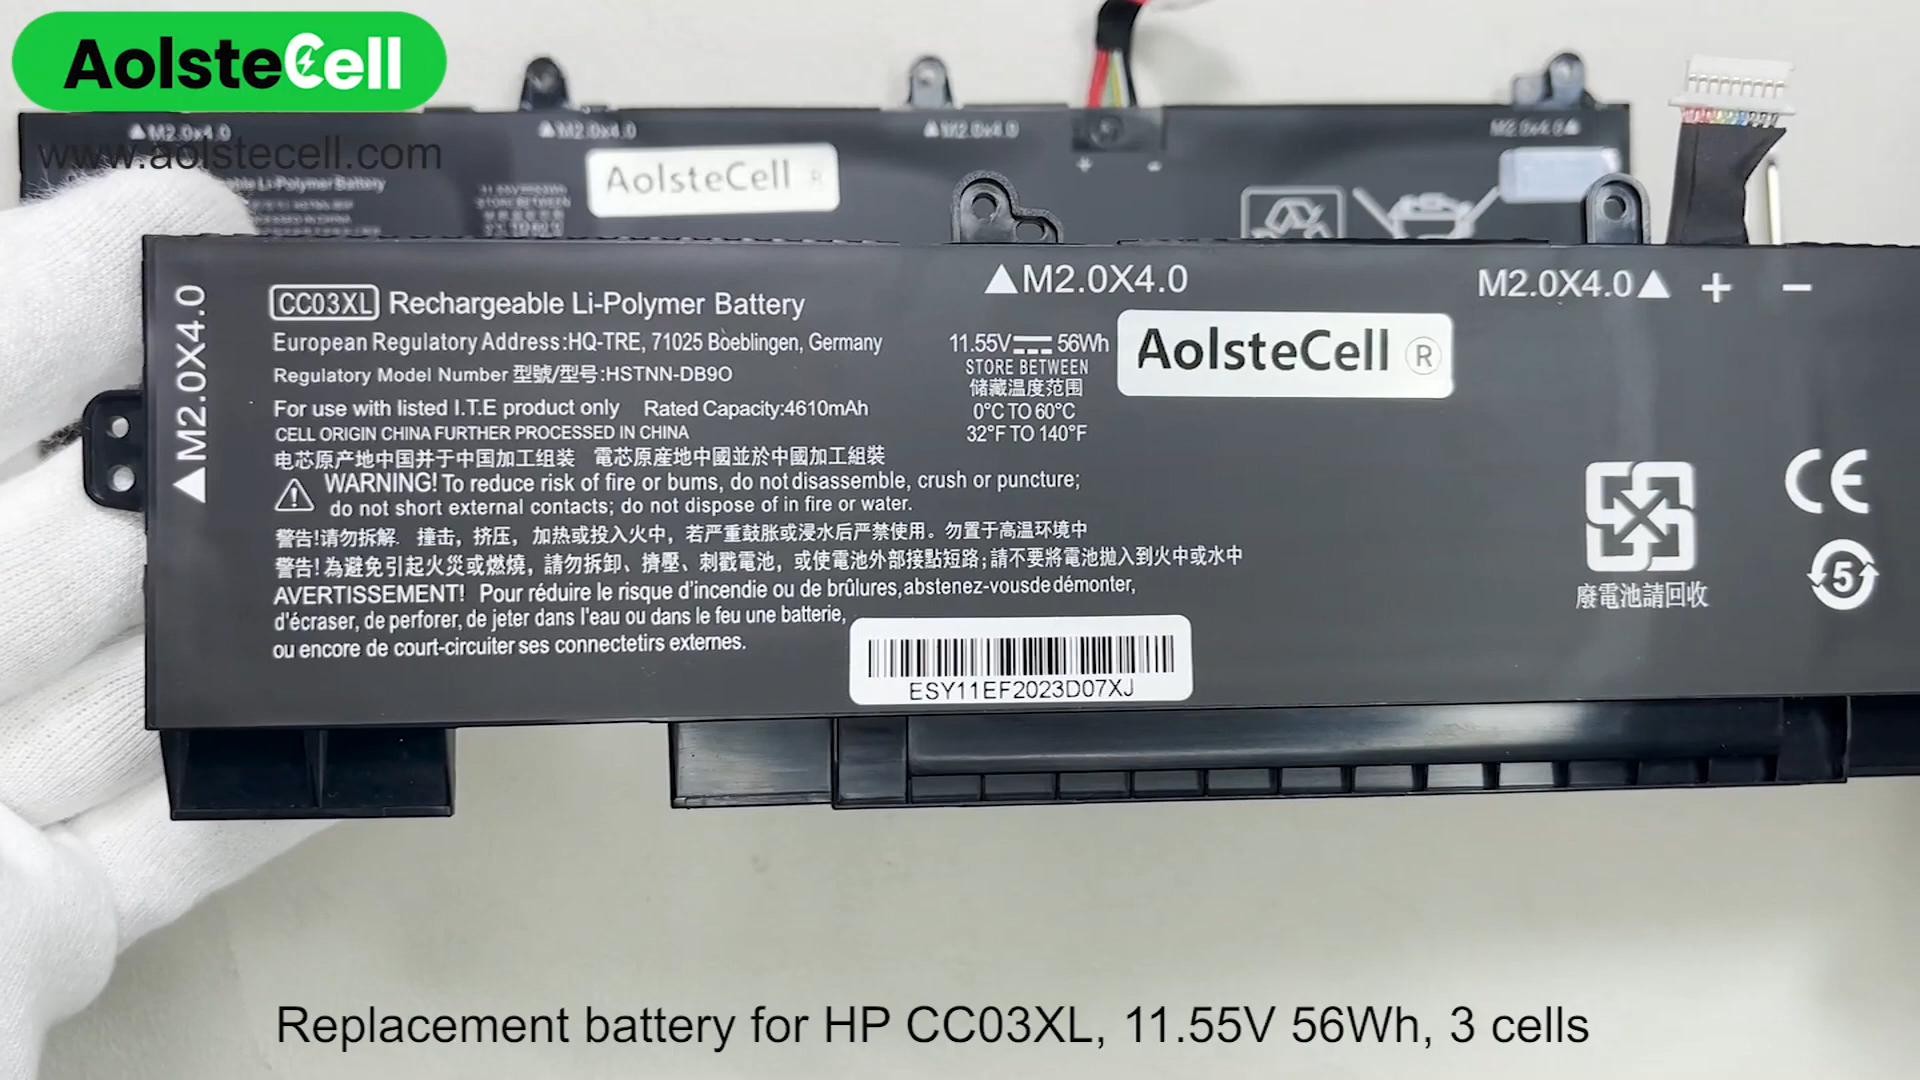 AolsteCell
www.aolstecell.com
▲M2.0x4.0
▲M2.0x4.0
▲M2.0x4.0
M2.0x4.0▲
Li-Polymer Battery
AolsteCell ®
STORE BETWEEN
+ -
▲M2.0X4.0
CC03XL Rechargeable Li-Polymer Battery
European Regulatory Address:HQ-TRE, 71025 Boeblingen, Germany
Regulatory Model Number 型號/型号:HSTNN-DB9O
For use with listed I.T.E product only Rated Capacity:4610mAh
CELL ORIGIN CHINA FURTHER PROCESSED IN CHINA
电芯原产地中国并于中国加工组装 電芯原産地中國並於中國加工組裝
WARNING! To reduce risk of fire or bums, do not disassemble, crush or puncture;
do not short external contacts; do not dispose of in fire or water.
警告!请勿拆解. 撞击，挤压，加热或投入火中，若严重鼓胀或浸水后严禁使用。勿置于高温环境中
警告!為避免引起火災或燃燒，請勿拆卸、擠壓、刺戳電池，或使電池外部接點短路;請不要將電池拋入到火中或水中
AVERTISSEMENT! Pour réduire le risque d'incendie ou de brûlures,abstenez-vousde démonter,
d'écraser, de perforer, de jeter dans l'eau ou dans le feu une batterie,
ou encore de court-circuiter ses connectetirs externes.
▲M2.0X4.0
M2.0X4.0▲ + −
11.55V⎓ 56Wh
STORE BETWEEN
储藏温度范围
0°C TO 60°C
32°F TO 140°F
AolsteCell ®
ESY11EF2023D07XJ
廢電池請回收
CE
5
Replacement battery for HP CC03XL, 11.55V 56Wh, 3 cells